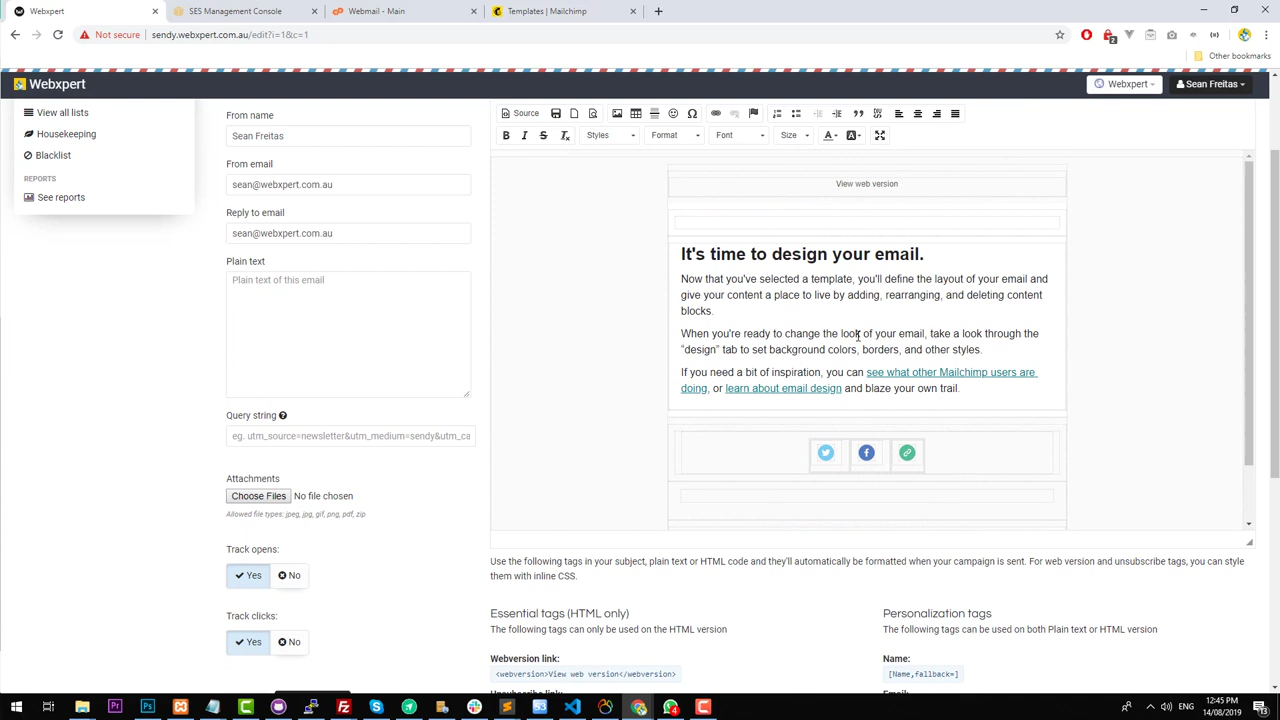 Webxpert
SES Management Console
Webmail - Main
Templates | Mailchimp
Not secure
sendy.webxpert.com.au/edit?i=1&c=1
2
Other bookmarks
Webxpert
Webxpert
Sean Freitas
View all lists
Housekeeping
Blacklist
REPORTS
See reports
From name
Sean Freitas
From email
sean@webxpert.com.au
Reply to email
sean@webxpert.com.au
Plain text
Plain text of this email
Query string
eg. utm_source=newsletter&utm_medium=sendy&utm_ca
Attachments
Choose Files No file chosen
Allowed file types: jpeg, jpg, gif, png, pdf, zip
Track opens:
Yes No
Track clicks:
Yes No
Source
Styles Format Font Size
View web version
It's time to design your email.
Now that you've selected a template, you'll define the layout of your email and
give your content a place to live by adding, rearranging, and deleting content
blocks.
When you're ready to change the look of your email, take a look through the
“design” tab to set background colors, borders, and other styles.
If you need a bit of inspiration, you can see what other Mailchimp users are
doing, or learn about email design and blaze your own trail.
Use the following tags in your subject, plain text or HTML code and they'll automatically be formatted when your campaign is sent. For web version and unsubscribe tags, you can style
them with inline CSS.
Essential tags (HTML only)
The following tags can only be used on the HTML version
Webversion link:
<webversion>View web version</webversion>
Personalization tags
The following tags can be used on both Plain text or HTML version
Name:
[Name,fallback=]
ENG
12:45 PM
14/08/2019